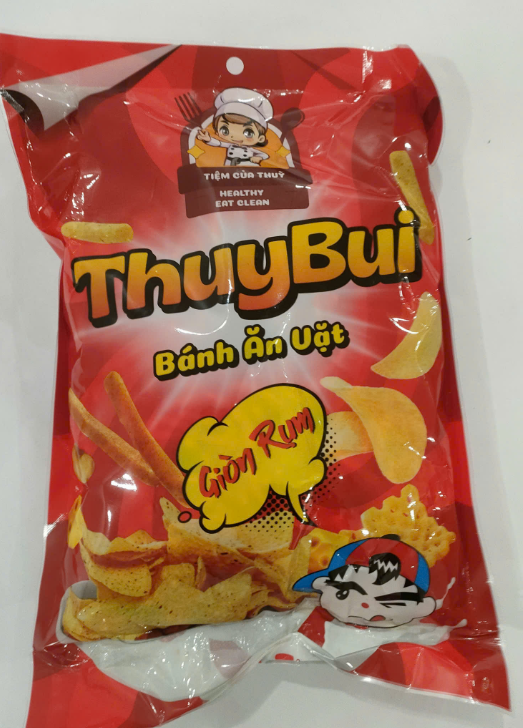 TIỆM CỦA THUỶ
HEALTHY
EAT CLEAN
ThuyBui
Bánh Ăn Vặt
Giòn Rụm